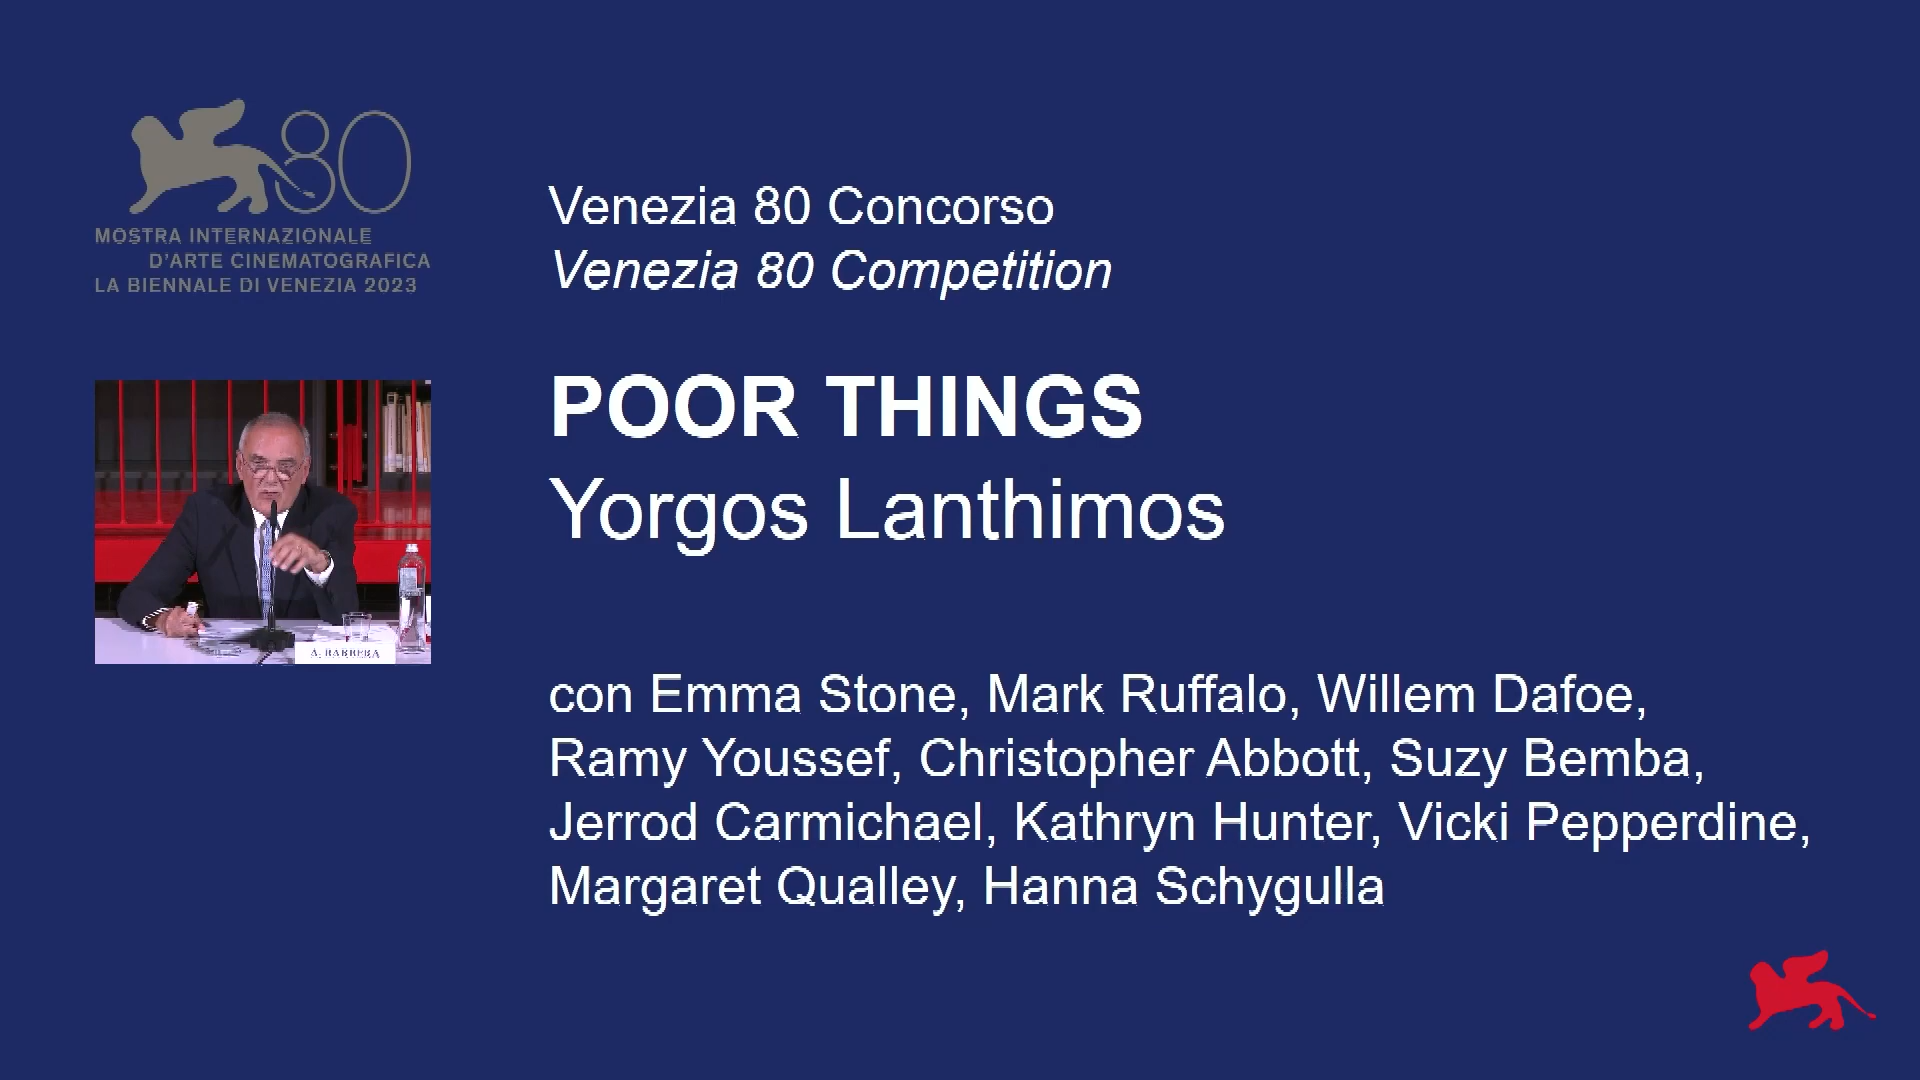 80
MOSTRA INTERNAZIONALE
D'ARTE CINEMATOGRAFICA
LA BIENNALE DI VENEZIA 2023
Venezia 80 Concorso
Venezia 80 Competition
POOR THINGS
Yorgos Lanthimos
A. BARBERA
con Emma Stone, Mark Ruffalo, Willem Dafoe,
Ramy Youssef, Christopher Abbott, Suzy Bemba,
Jerrod Carmichael, Kathryn Hunter, Vicki Pepperdine,
Margaret Qualley, Hanna Schygulla